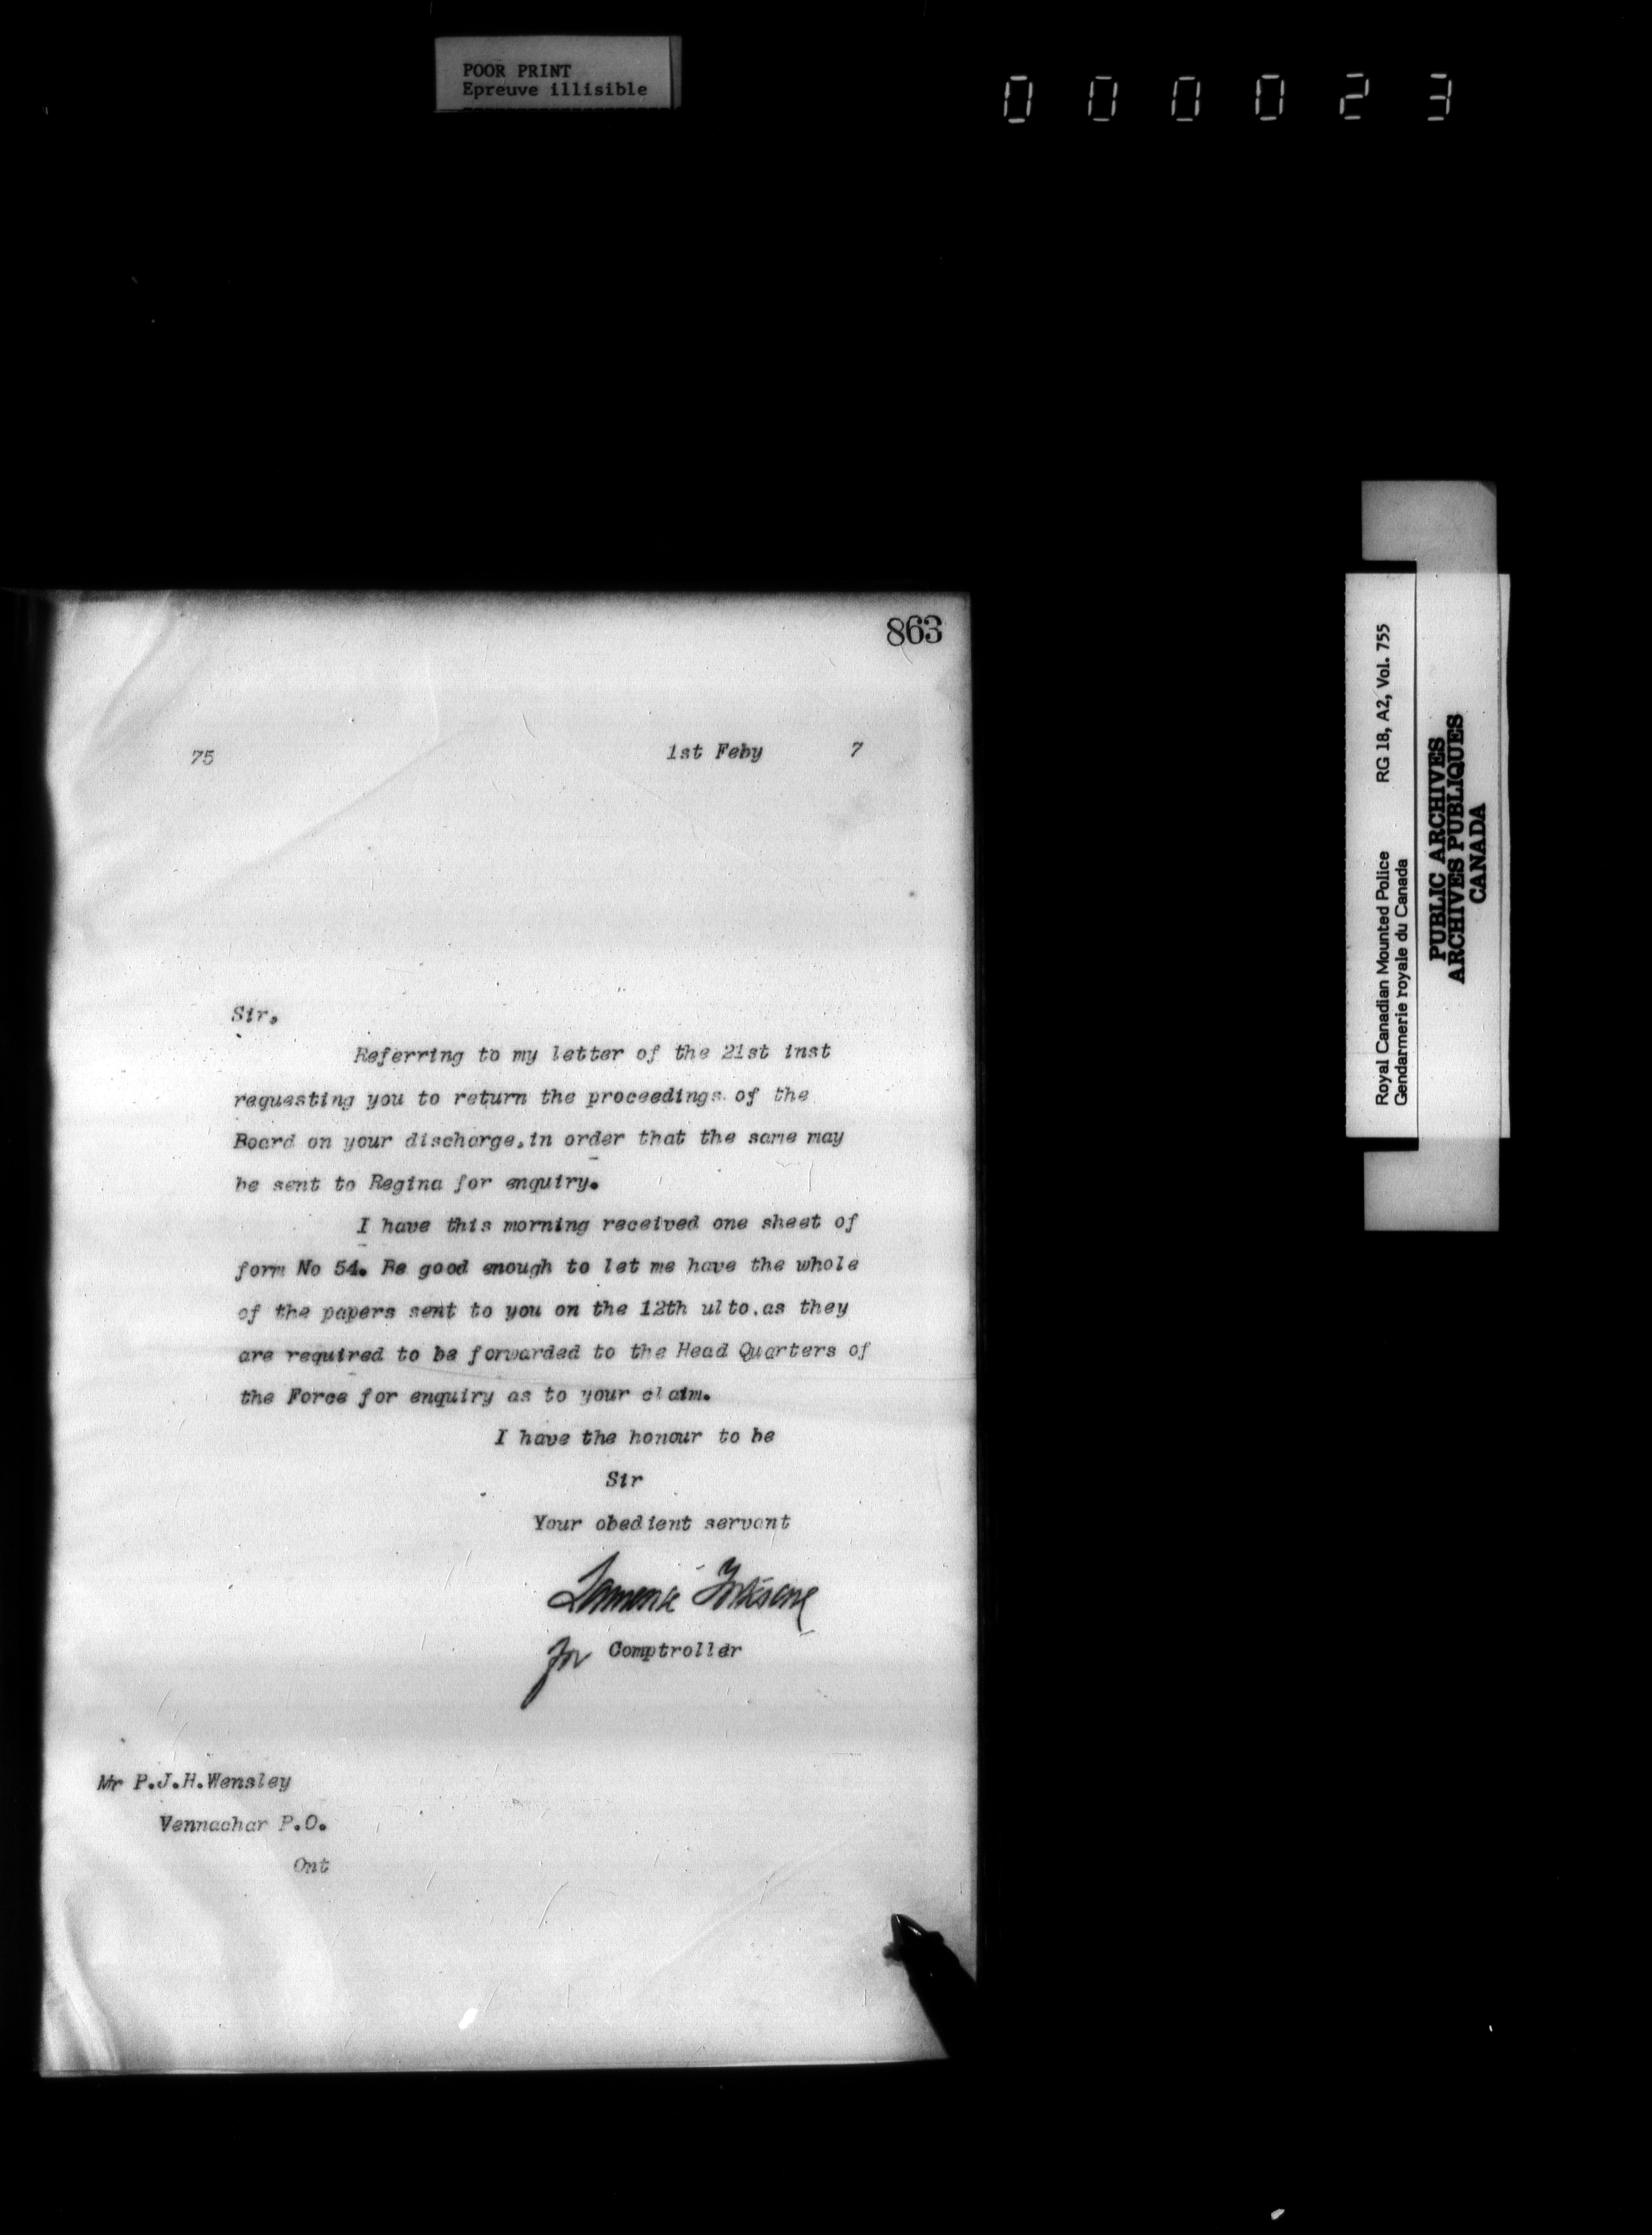 POOR PRINT
Epreuve illisible
000023
863
75 1st Feby 7
Sir,
Referring to my letter of the 21st inst
requesting you to return the proceedings of the
Board on your discharge, in order that the same may
be sent to Regina for enquiry.
I have this morning received one sheet of
form No 54. Be good enough to let me have the whole
of the papers sent to you on the 12th ulto. as they
are required to be forwarded to the Head Quarters of
the Force for enquiry as to your claim.
I have the honour to be
Sir
Your obedient servant
for Comptroller
Mr P.J.H.Wensley
Vennachar P.O.
Ont
Royal Canadian Mounted Police RG 18, A2, Vol. 755
Gendarmerie royale du Canada
PUBLIC ARCHIVES
ARCHIVES PUBLIQUES
CANADA